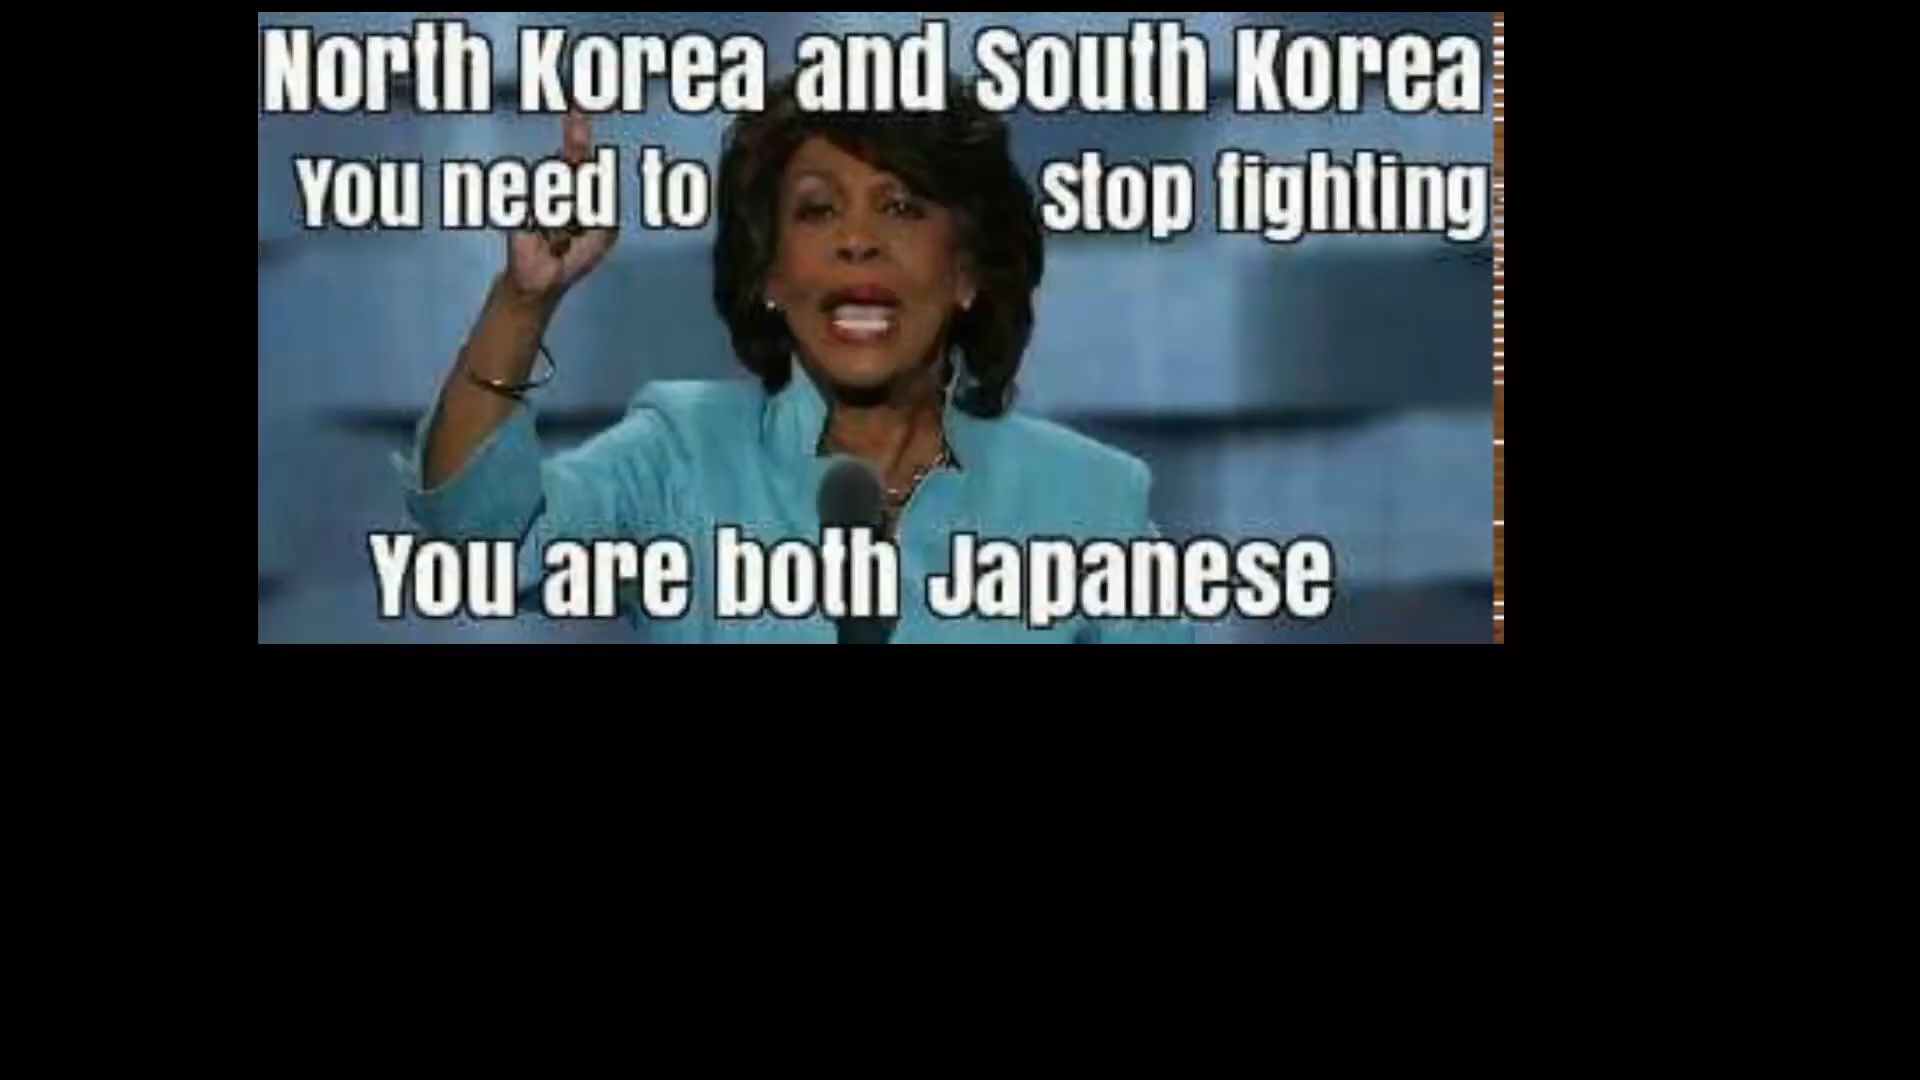 North Korea and South Korea
You need to stop fighting
You are both Japanese